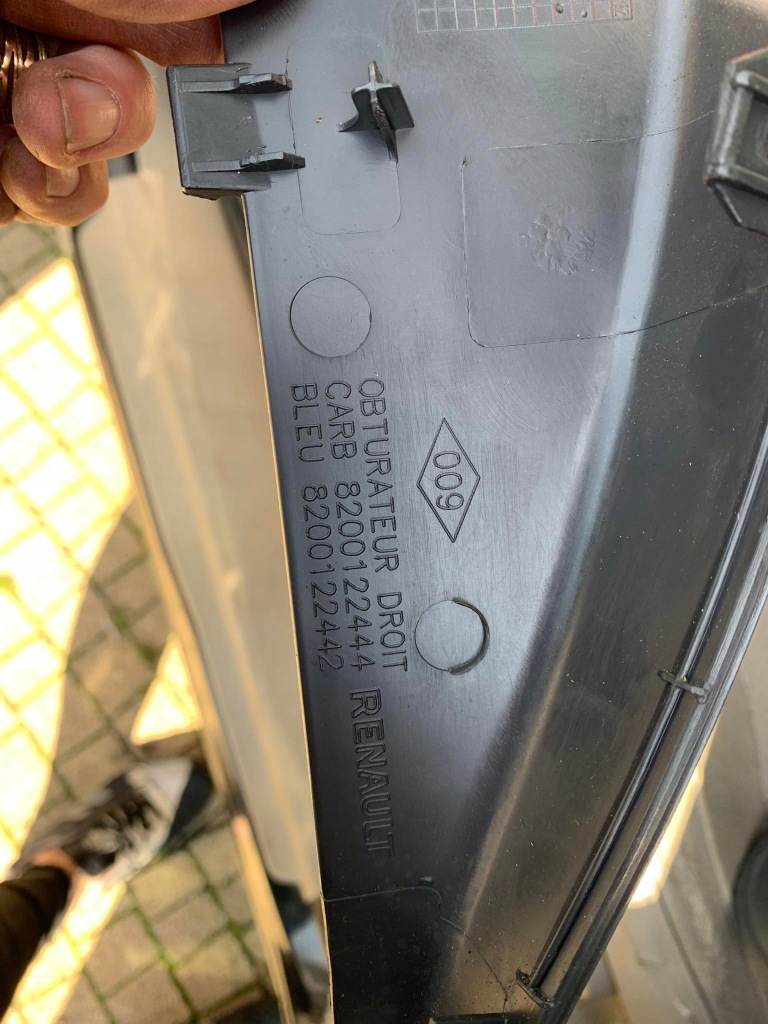 009
OBTURATEUR DROIT
CARB 8200122444 RENAULT
BLEU 8200122442